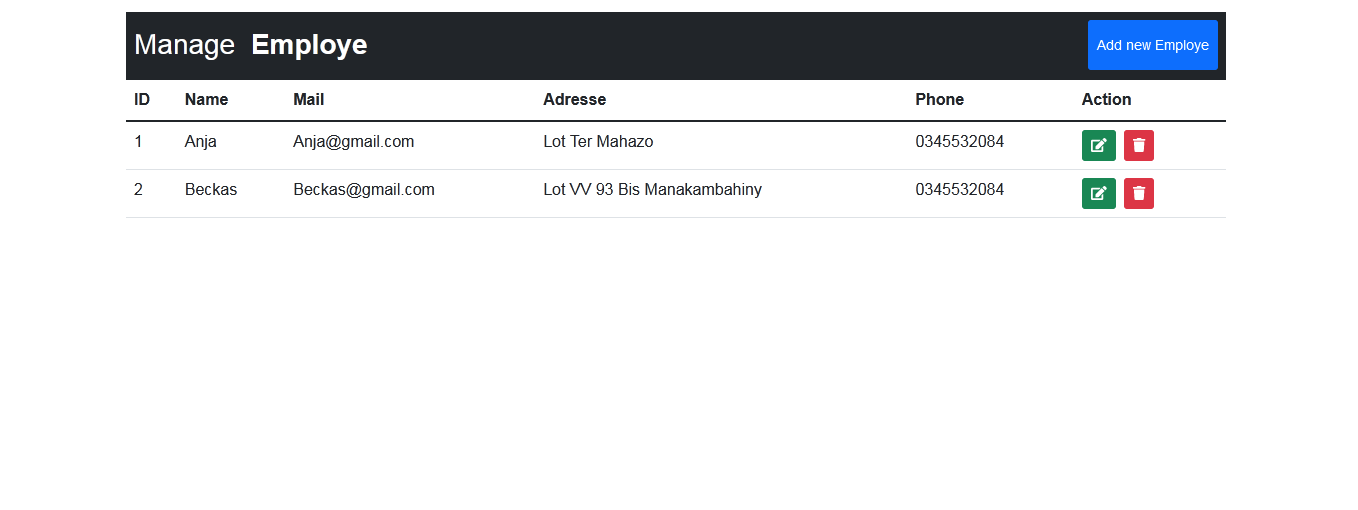 Manage Employe Add new Employe
ID Name Mail Adresse Phone Action
1 Anja Anja@gmail.com Lot Ter Mahazo 0345532084
2 Beckas Beckas@gmail.com Lot VV 93 Bis Manakambahiny 0345532084